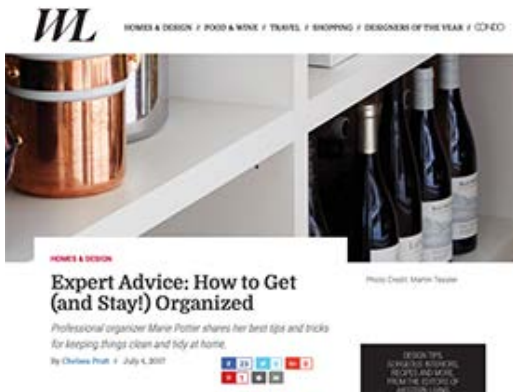 WL
HOMES & DESIGN / FOOD & WINE / TRAVEL / SHOPPING / DESIGNERS OF THE YEAR / CONDO
HOMES & DESIGN
Expert Advice: How to Get
(and Stay!) Organized
Photo Credit: Martin Tessler
Professional organizer Marie Potter shares her best tips and tricks
for keeping things clean and tidy at home.
By Chelsea Pratt / July 4, 2017
DESIGN TIPS,
GORGEOUS INTERIORS,
RECIPES AND MORE,
FROM THE EDITORS OF
WESTERN LIVING